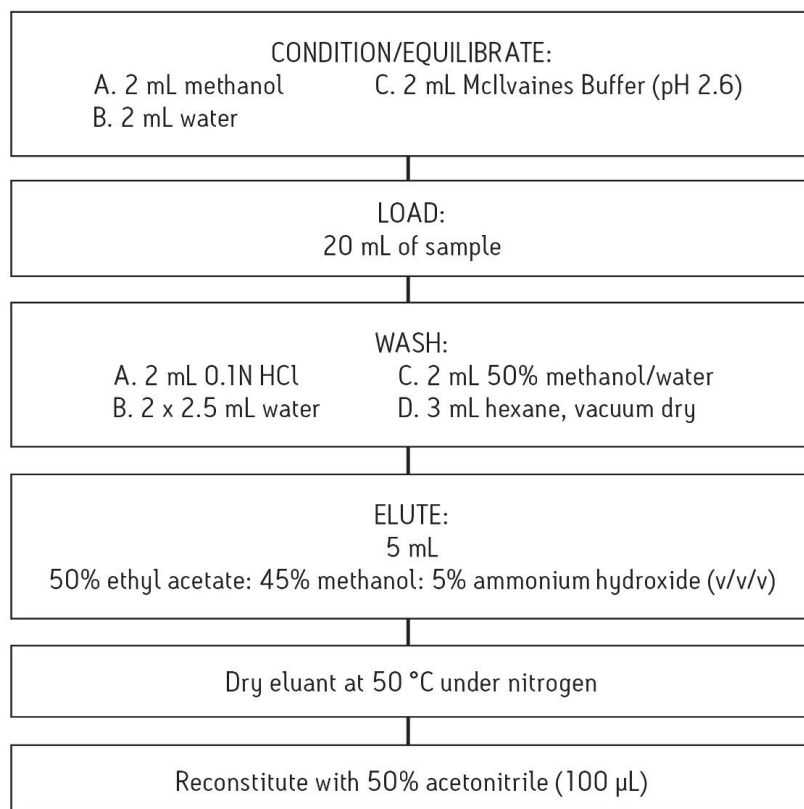 CONDITION/EQUILIBRATE:
A. 2 mL methanol
B. 2 mL water
C. 2 mL McIlvaines Buffer (pH 2.6)
LOAD:
20 mL of sample
WASH:
A. 2 mL 0.1N HCl
B. 2 x 2.5 mL water
C. 2 mL 50% methanol/water
D. 3 mL hexane, vacuum dry
ELUTE:
5 mL
50% ethyl acetate: 45% methanol: 5% ammonium hydroxide (v/v/v)
Dry eluant at 50 °C under nitrogen
Reconstitute with 50% acetonitrile (100 µL)